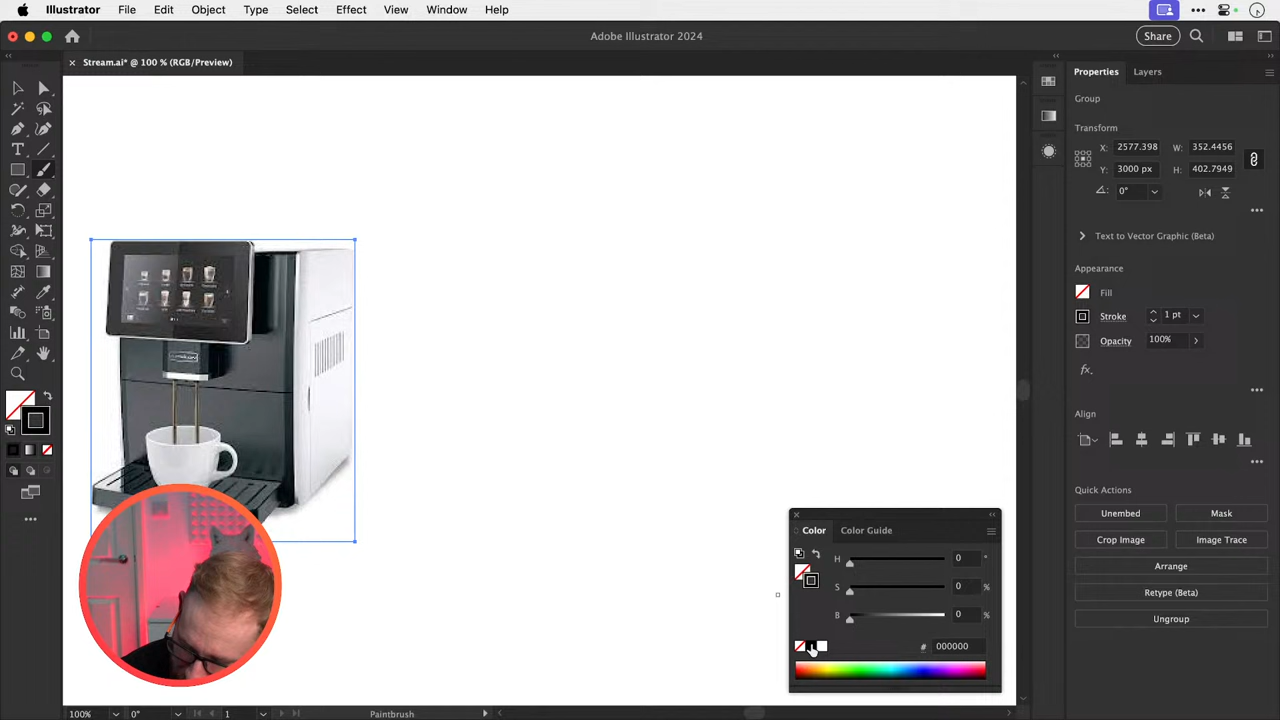 Illustrator File Edit Object Type Select Effect View Window Help
Adobe Illustrator 2024
Share
Stream.ai* @ 100 % (RGB/Preview)
Properties Layers
Group
Transform
X: 2577.398 W: 352.4456
Y: 3000 px H: 402.7949
0°
Text to Vector Graphic (Beta)
Appearance
Fill
Stroke 1 pt
Opacity 100%
fx.
Align
Quick Actions
Unembed Mask
Crop Image Image Trace
Arrange
Retype (Beta)
Ungroup
Color Color Guide
H 0 °
S 0 %
B 0 %
# 000000
100% 0° 1 Paintbrush